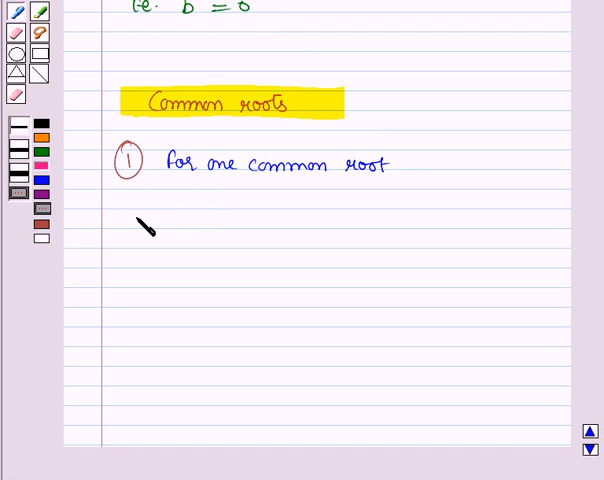 i.e. b = 0
Common roots
1 For one common root